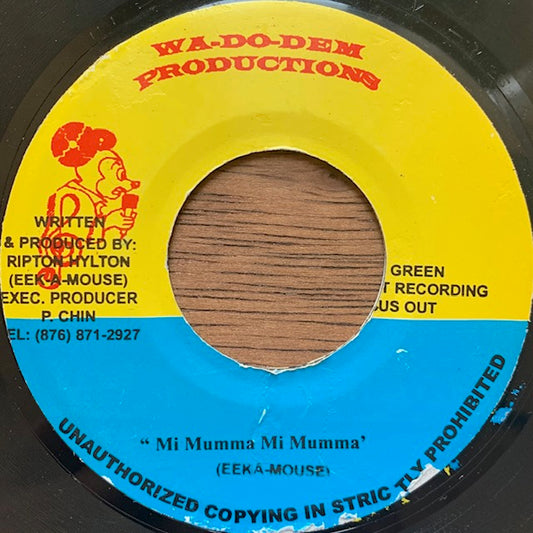 WA-DO-DEM
PRODUCTIONS
WRITTEN
& PRODUCED BY:
RIPTON HYLTON
(EEK-A-MOUSE)
EXEC. PRODUCER
P. CHIN
EL: (876) 871-2927
GREEN
T RECORDING
US OUT
“ Mi Mumma Mi Mumma’
(EEKA-MOUSE)
UNAUTHORIZED COPYING IN STRIC TLY PROHIBITED